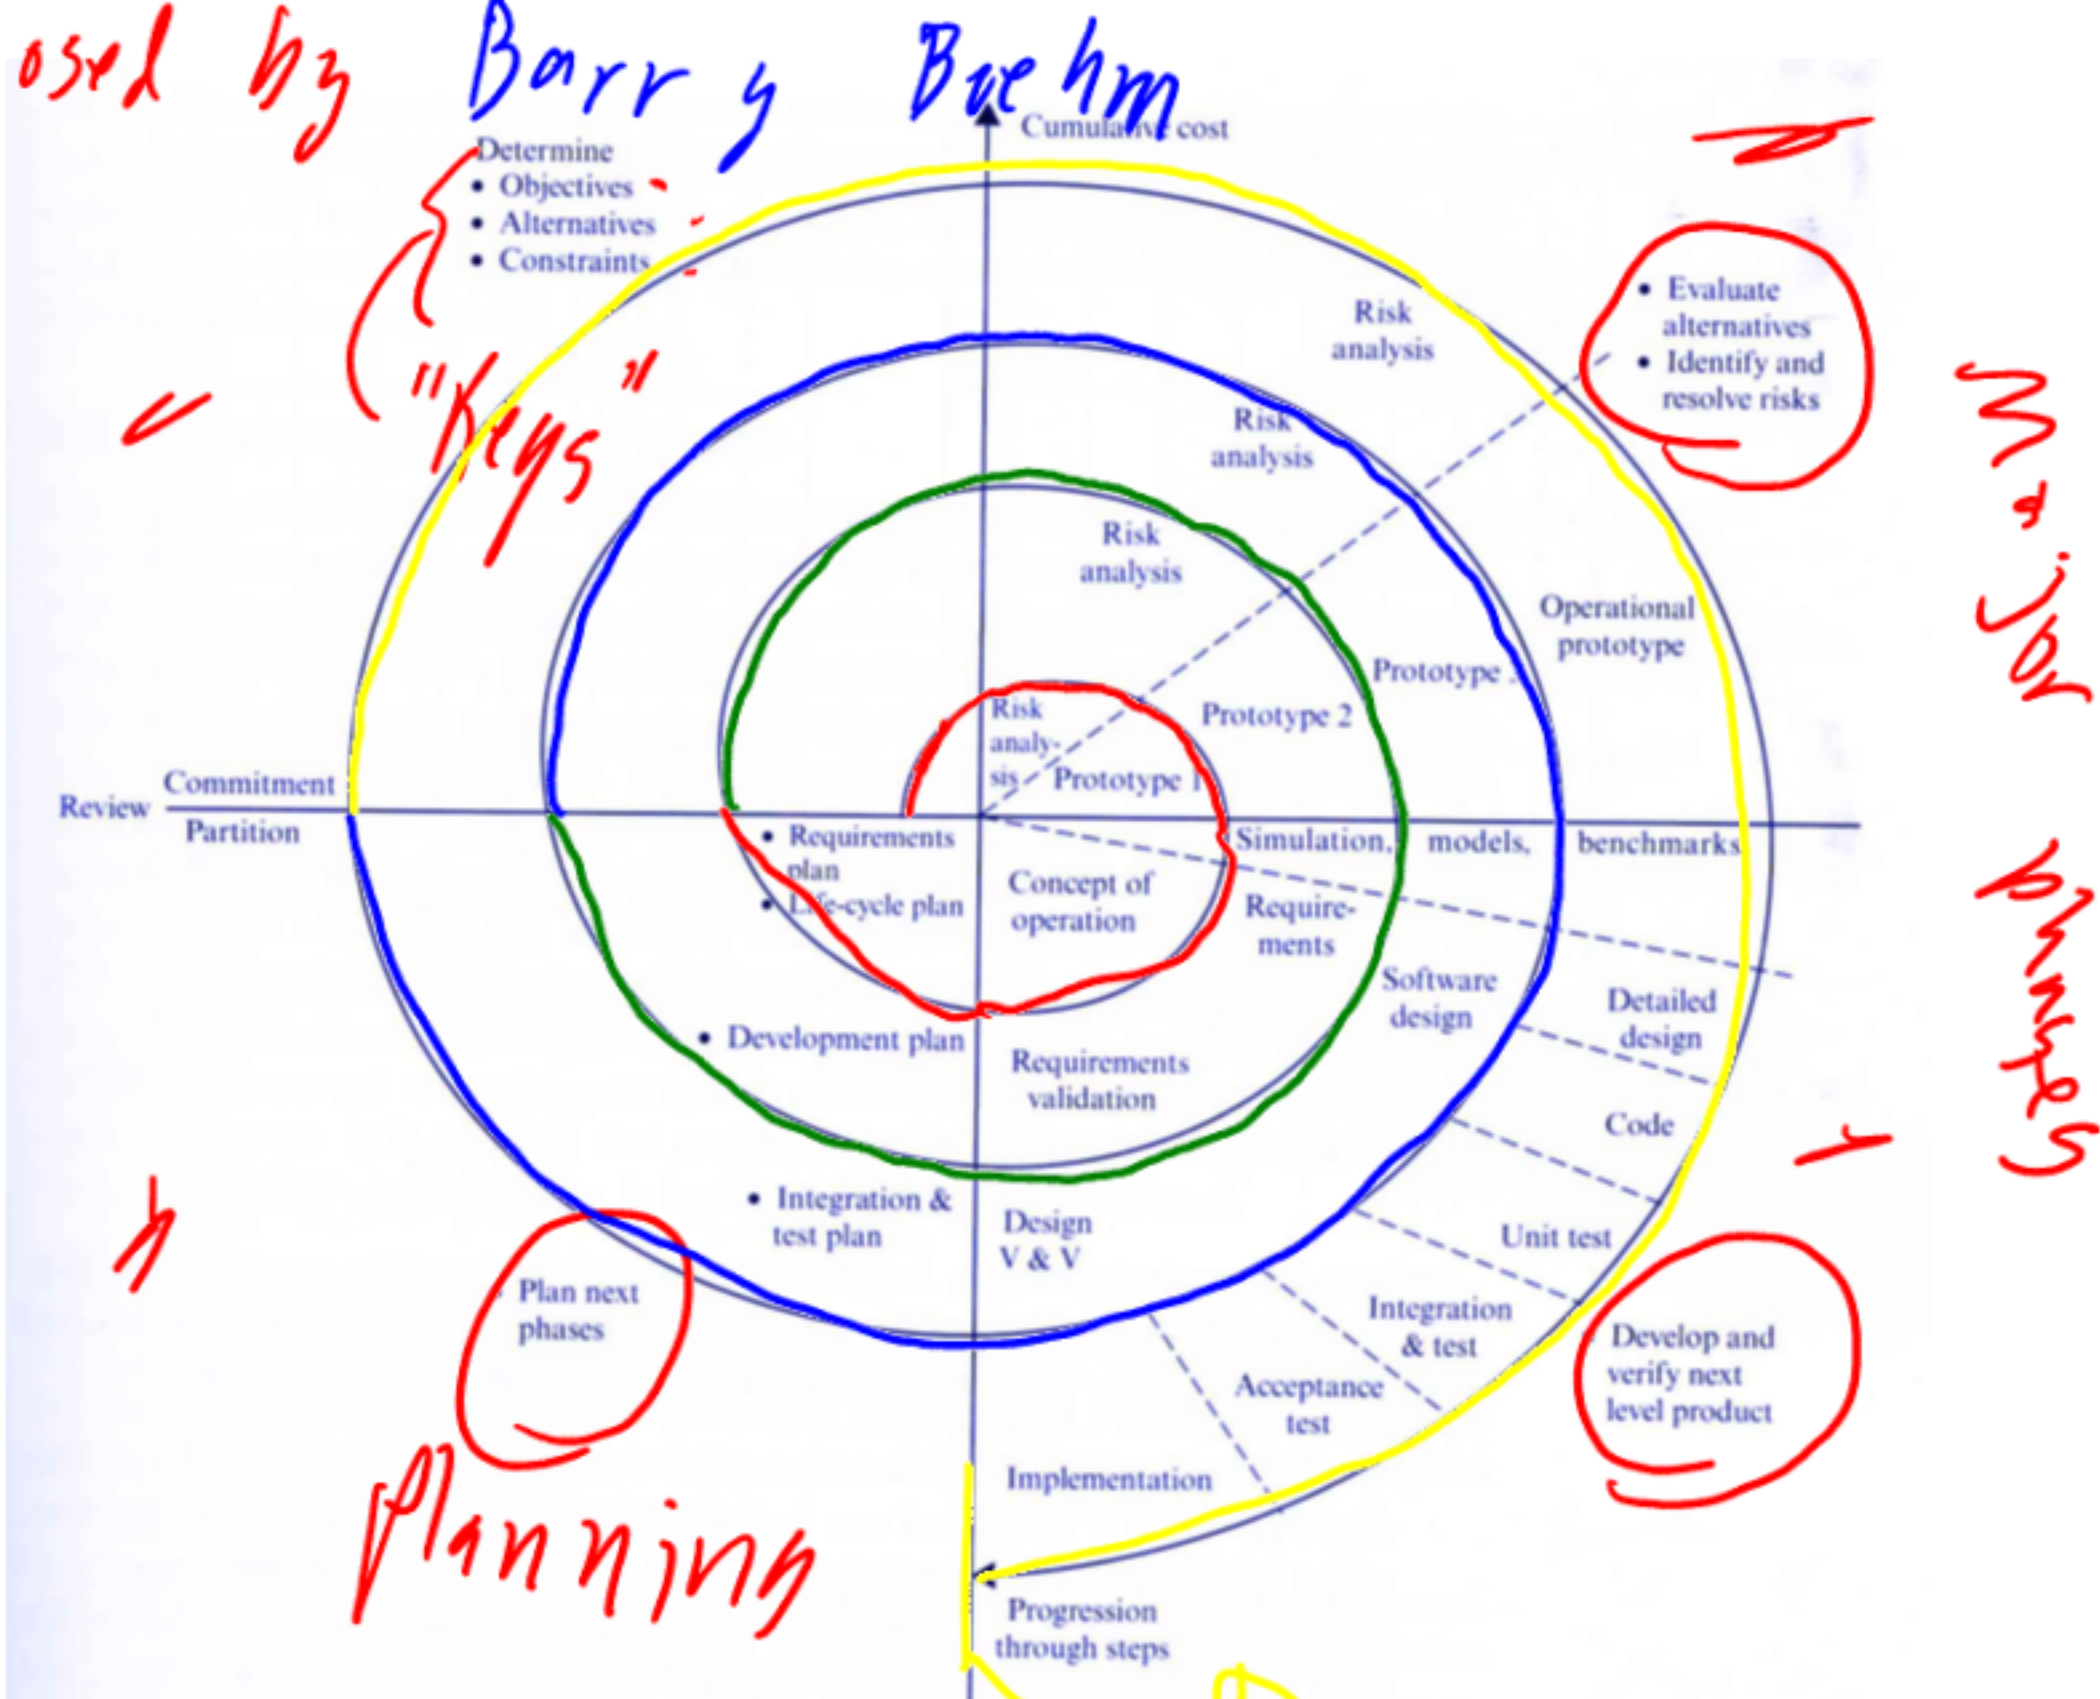 osed by Barry Boehm
Cumulative cost
Determine
• Objectives
• Alternatives
• Constraints
"Keys"
• Evaluate
alternatives
• Identify and
resolve risks
Major
phases
Risk
analysis
Risk
analysis
Risk
analysis
Risk
analy-
sis
Operational
prototype
Prototype
Prototype 2
Prototype 1
Commitment
Review
Partition
Simulation, models, benchmarks
• Requirements
plan
• Life-cycle plan
Concept of
operation
Require-
ments
Software
design
Detailed
design
• Development plan
Requirements
validation
Code
• Integration &
test plan
Design
V & V
Unit test
Integration
& test
Acceptance
test
Implementation
Plan next
phases
Planning
Develop and
verify next
level product
Progression
through steps